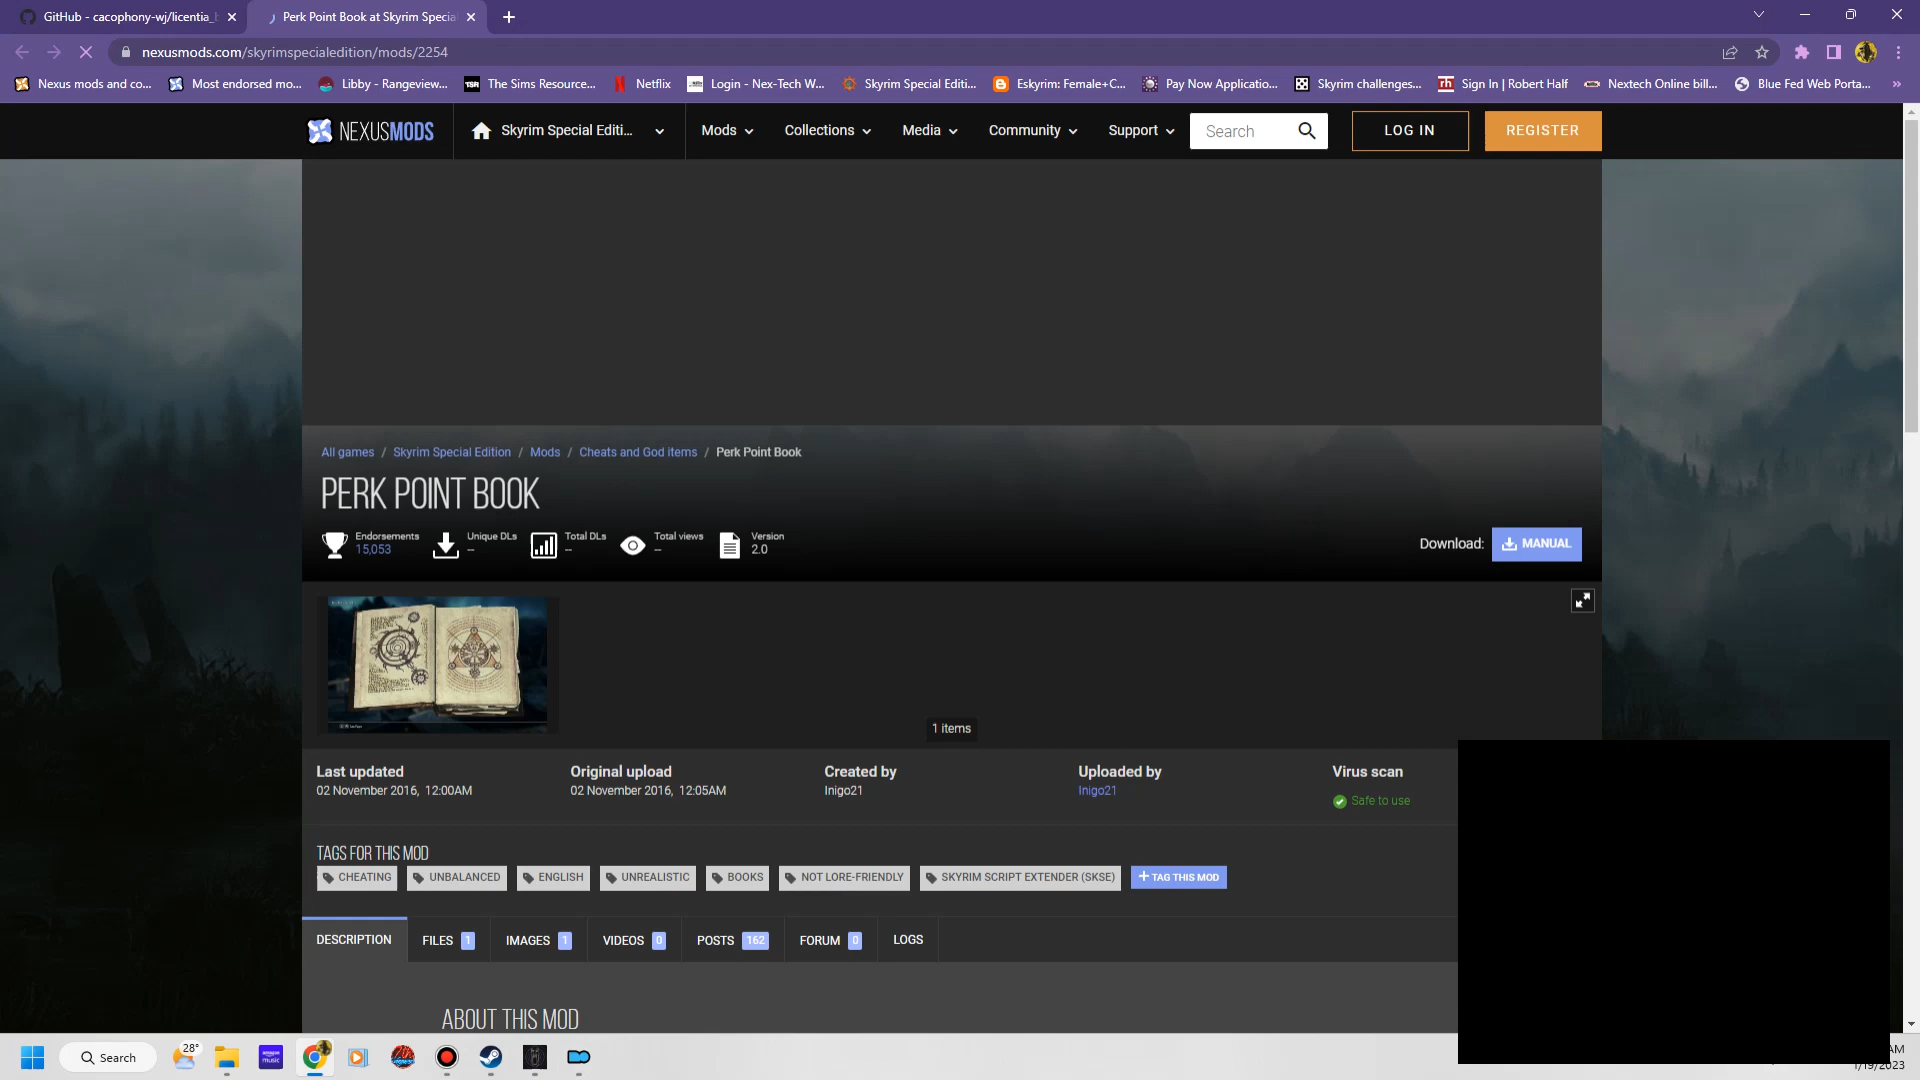 GitHub - cacophony-wj/licentia_
Perk Point Book at Skyrim Specia
nexusmods.com/skyrimspecialedition/mods/2254
Nexus mods and co... Most endorsed mo... Libby - Rangeview... The Sims Resource... Netflix Login - Nex-Tech W... Skyrim Special Editi... Eskyrim: Female+C... Pay Now Applicatio... Skyrim challenges... Sign In | Robert Half Nextech Online bill... Blue Fed Web Porta... »
NEXUSMODS Skyrim Special Editi... Mods Collections Media Community Support Search LOG IN REGISTER
All games / Skyrim Special Edition / Mods / Cheats and God items / Perk Point Book
PERK POINT BOOK
Endorsements Unique DLs Total DLs Total views Version
15,053 -- -- -- 2.0
Download: MANUAL
1 items
Last updated Original upload Created by Uploaded by Virus scan
02 November 2016, 12:00AM 02 November 2016, 12:05AM Inigo21 Inigo21 Safe to use
TAGS FOR THIS MOD
CHEATING UNBALANCED ENGLISH UNREALISTIC BOOKS NOT LORE-FRIENDLY SKYRIM SCRIPT EXTENDER (SKSE) + TAG THIS MOD
DESCRIPTION FILES 1 IMAGES 1 VIDEOS 0 POSTS 162 FORUM 0 LOGS
ABOUT THIS MOD
Search 28° AM
1/19/2023